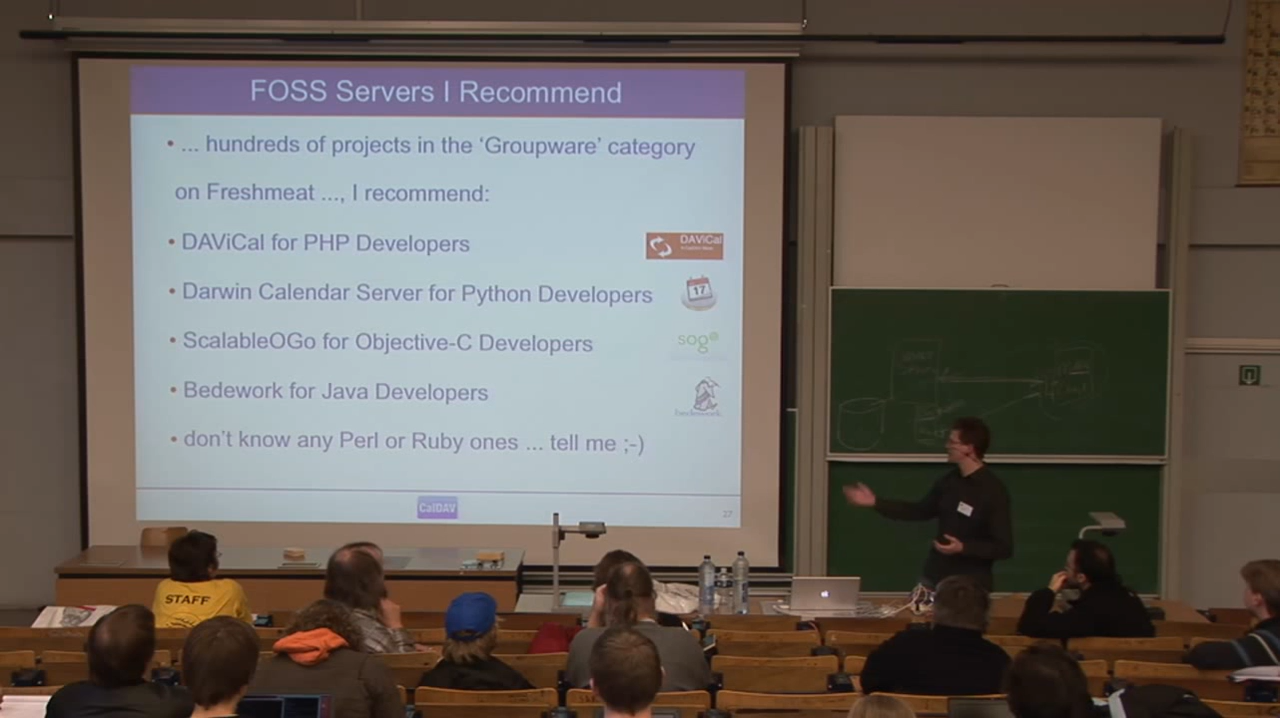 FOSS Servers I Recommend
• ... hundreds of projects in the ‘Groupware’ category
on Freshmeat ..., I recommend:
• DAViCal for PHP Developers
DAViCal
• Darwin Calendar Server for Python Developers
17
• ScalableOGo for Objective-C Developers
sogo
• Bedework for Java Developers
bedework
• don’t know any Perl or Ruby ones ... tell me ;-)
CalDAV
27
STAFF